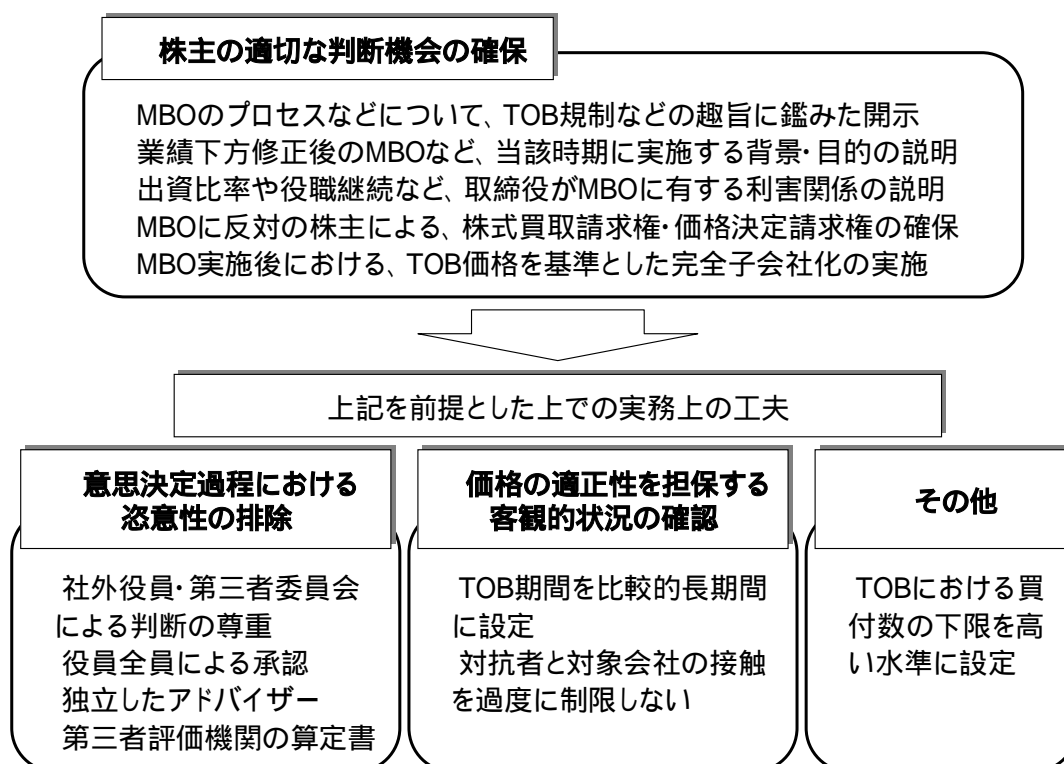 株主の適切な判断機会の確保
MBOのプロセスなどについて、TOB規制などの趣旨に鑑みた開示
業績下方修正後のMBOなど、当該時期に実施する背景・目的の説明
出資比率や役職継続など、取締役がMBOに有する利害関係の説明
MBOに反対の株主による、株式買取請求権・価格決定請求権の確保
MBO実施後における、TOB価格を基準とした完全子会社化の実施
上記を前提とした上での実務上の工夫
意思決定過程における
恣意性の排除
社外役員・第三者委員会
による判断の尊重
役員全員による承認
独立したアドバイザー
第三者評価機関の算定書
価格の適正性を担保する
客観的状況の確認
TOB期間を比較的長期間
に設定
対抗者と対象会社の接触
を過度に制限しない
その他
TOBにおける買
付数の下限を高
い水準に設定